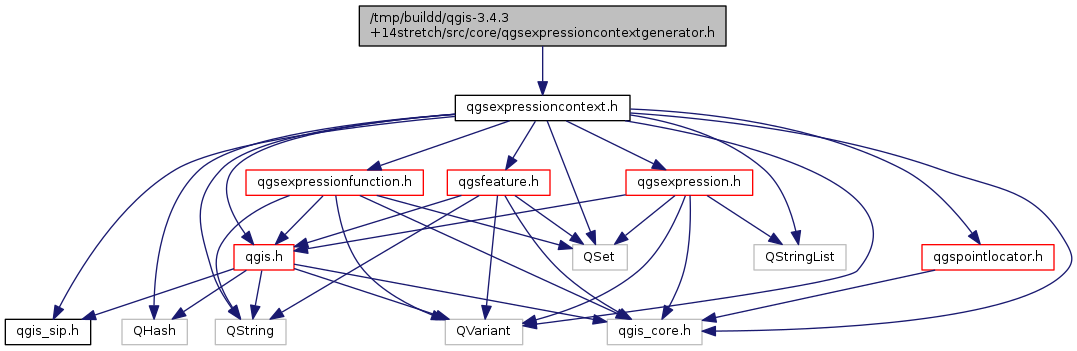 /tmp/buildd/qgis-3.4.3
+14stretch/src/core/qgsexpressioncontextgenerator.h
qgsexpressioncontext.h
qgsexpressionfunction.h
qgsfeature.h
qgsexpression.h
qgis.h
QSet
QStringList
qgspointlocator.h
qgis_sip.h
QHash
QString
QVariant
qgis_core.h